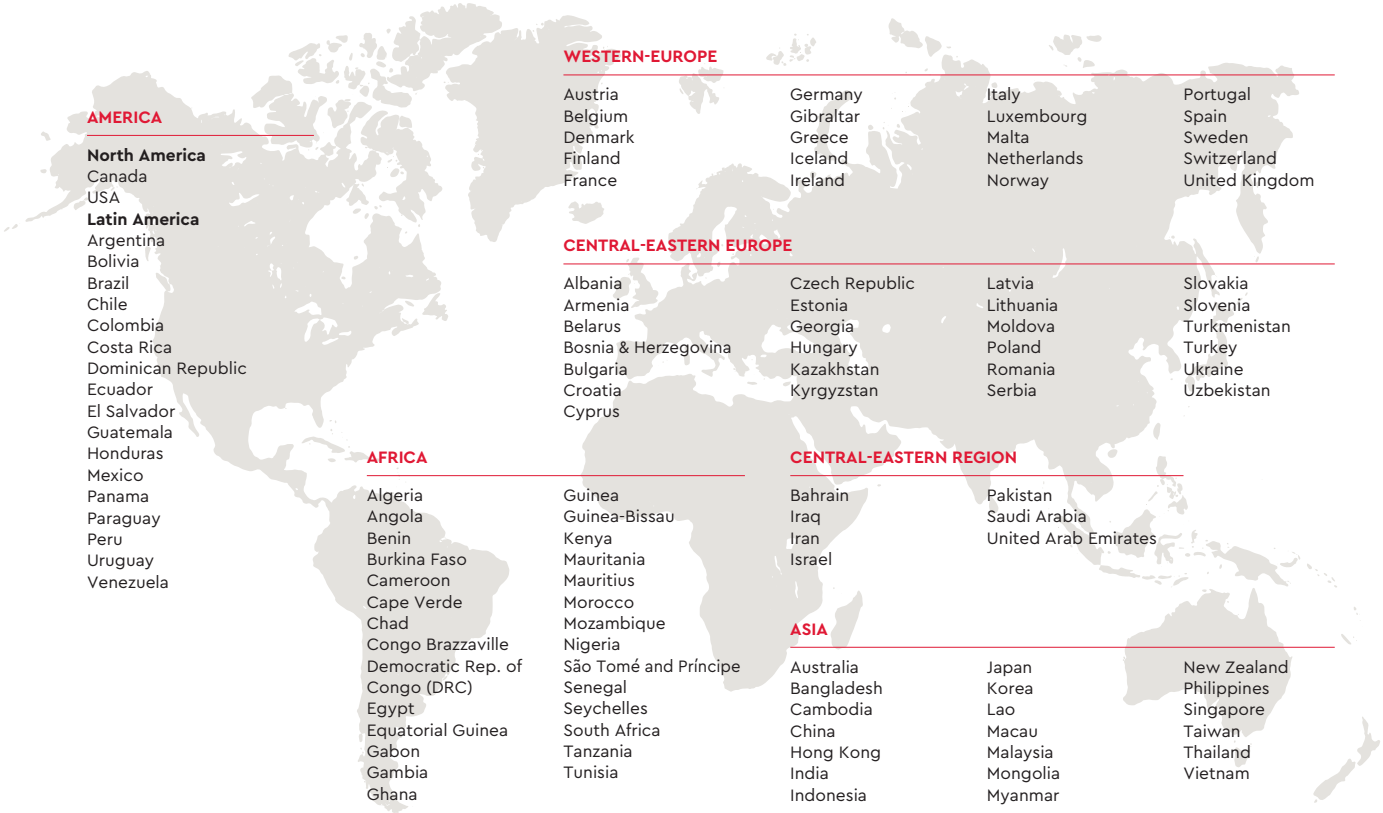 AMERICA
North America
Canada
USA
Latin America
Argentina
Bolivia
Brazil
Chile
Colombia
Costa Rica
Dominican Republic
Ecuador
El Salvador
Guatemala
Honduras
Mexico
Panama
Paraguay
Peru
Uruguay
Venezuela
WESTERN-EUROPE
Austria
Belgium
Denmark
Finland
France
Germany
Gibraltar
Greece
Iceland
Ireland
Italy
Luxembourg
Malta
Netherlands
Norway
Portugal
Spain
Sweden
Switzerland
United Kingdom
CENTRAL-EASTERN EUROPE
Albania
Armenia
Belarus
Bosnia & Herzegovina
Bulgaria
Croatia
Cyprus
Czech Republic
Estonia
Georgia
Hungary
Kazakhstan
Kyrgyzstan
Latvia
Lithuania
Moldova
Poland
Romania
Serbia
Slovakia
Slovenia
Turkmenistan
Turkey
Ukraine
Uzbekistan
AFRICA
Algeria
Angola
Benin
Burkina Faso
Cameroon
Cape Verde
Chad
Congo Brazzaville
Democratic Rep. of
Congo (DRC)
Egypt
Equatorial Guinea
Gabon
Gambia
Ghana
Guinea
Guinea-Bissau
Kenya
Mauritania
Mauritius
Morocco
Mozambique
Nigeria
São Tomé and Príncipe
Senegal
Seychelles
South Africa
Tanzania
Tunisia
CENTRAL-EASTERN REGION
Bahrain
Iraq
Iran
Israel
Pakistan
Saudi Arabia
United Arab Emirates
ASIA
Australia
Bangladesh
Cambodia
China
Hong Kong
India
Indonesia
Japan
Korea
Lao
Macau
Malaysia
Mongolia
Myanmar
New Zealand
Philippines
Singapore
Taiwan
Thailand
Vietnam